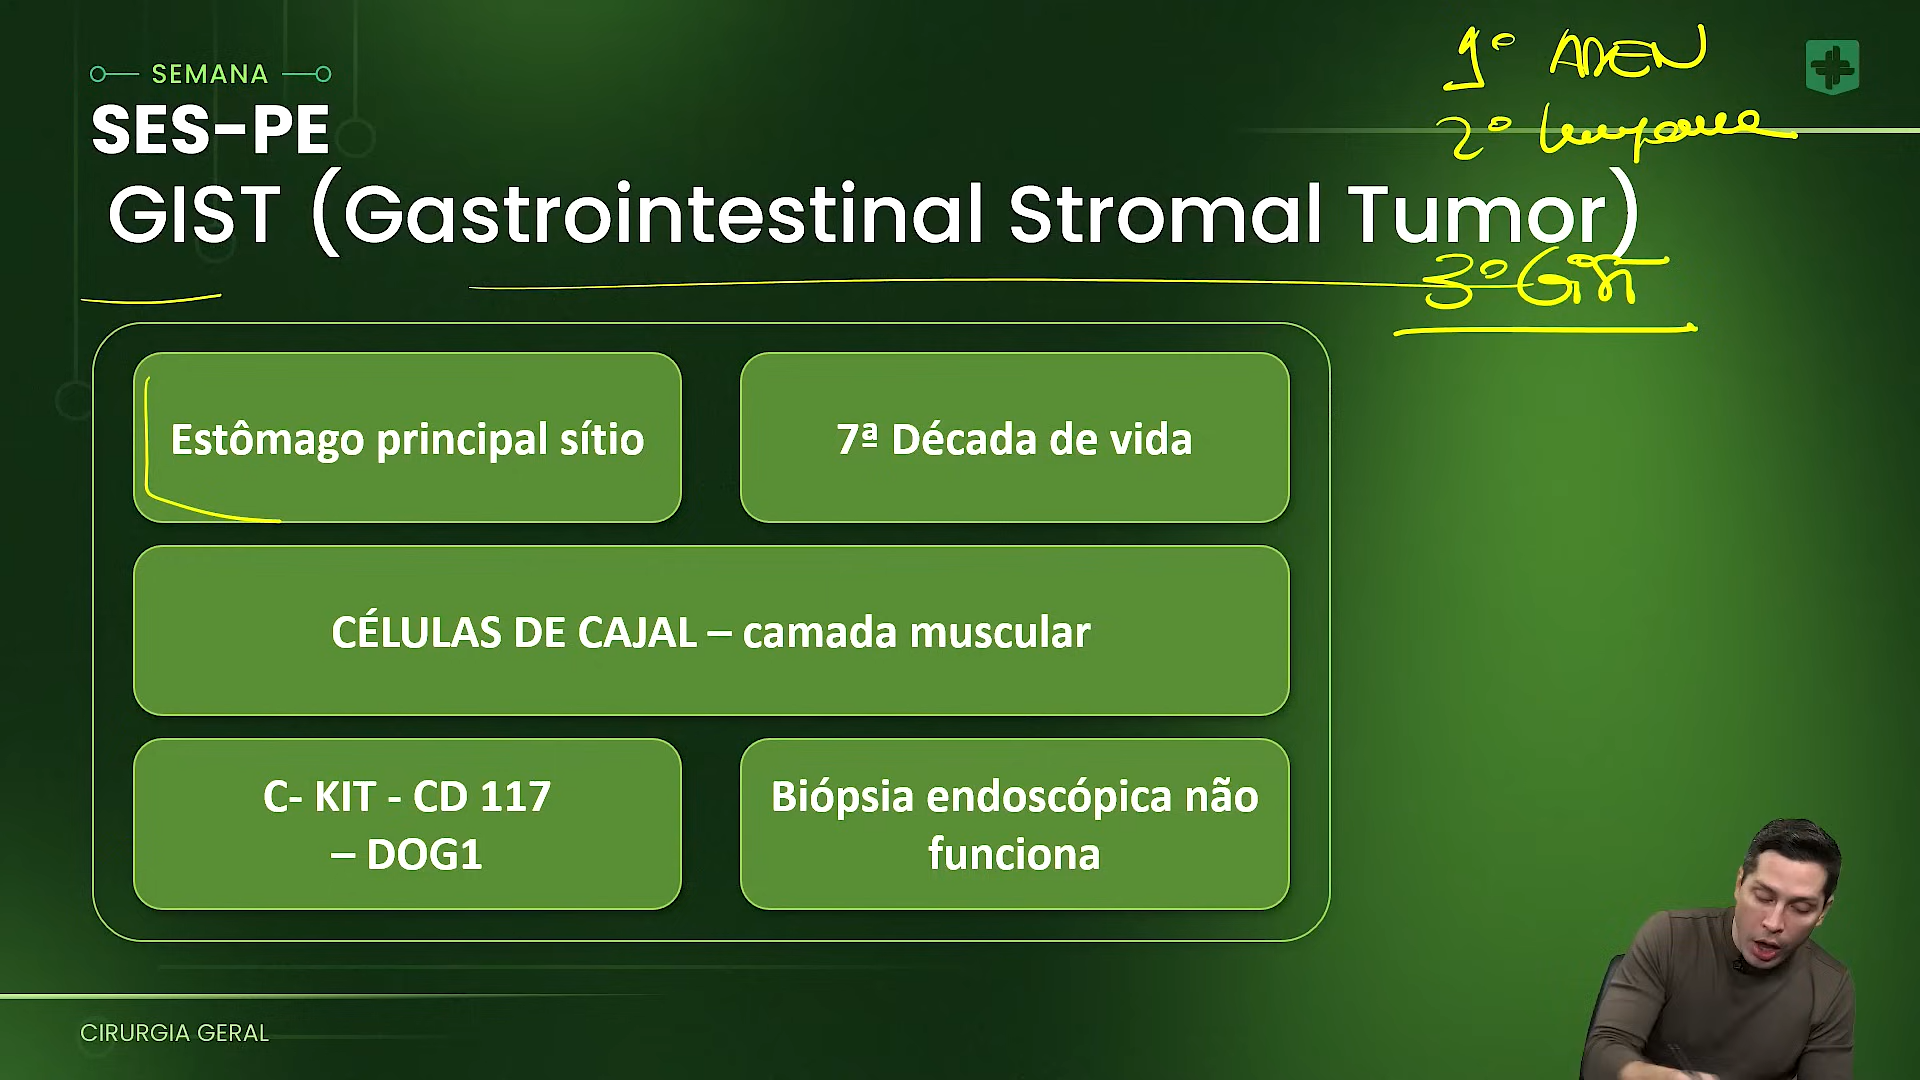 SEMANA
SES-PE
1º ADEN
2º Linfoma
GIST (Gastrointestinal Stromal Tumor)
3º GIST
Estômago principal sítio
7ª Década de vida
CÉLULAS DE CAJAL – camada muscular
C- KIT - CD 117
– DOG1
Biópsia endoscópica não
funciona
CIRURGIA GERAL